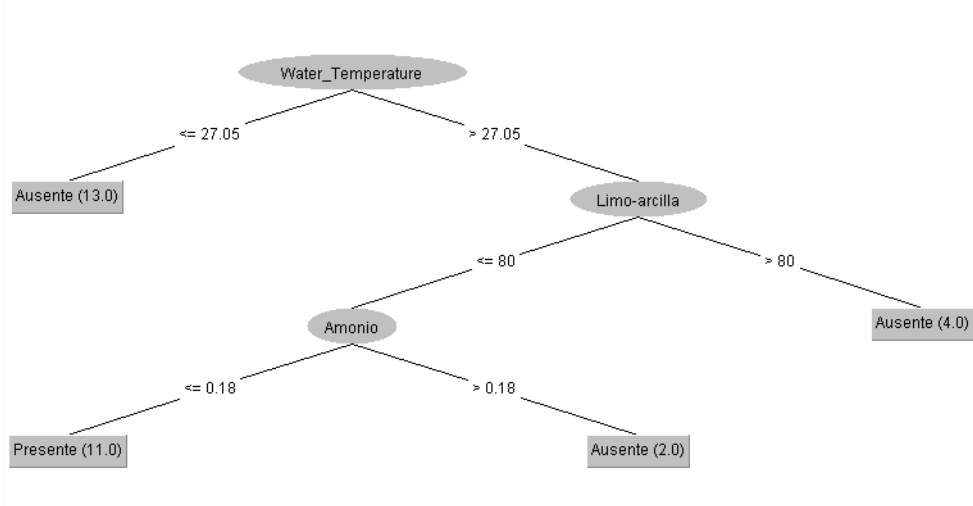 Water_Temperature
<= 27.05
> 27.05
Ausente (13.0)
Limo-arcilla
<= 80
> 80
Amonio
Ausente (4.0)
<= 0.18
> 0.18
Presente (11.0)
Ausente (2.0)